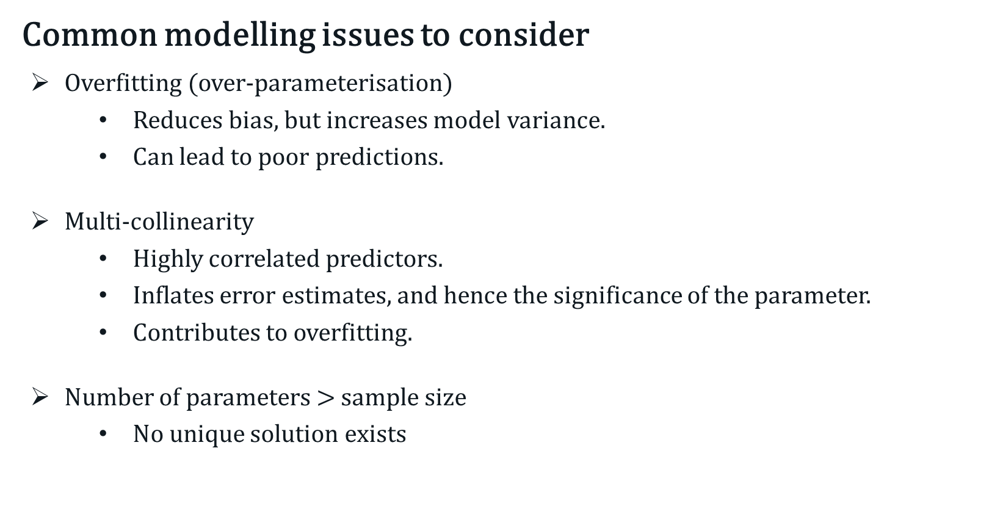 Common modelling issues to consider
➢ Overfitting (over-parameterisation)
• Reduces bias, but increases model variance.
• Can lead to poor predictions.
➢ Multi-collinearity
• Highly correlated predictors.
• Inflates error estimates, and hence the significance of the parameter.
• Contributes to overfitting.
➢ Number of parameters > sample size
• No unique solution exists